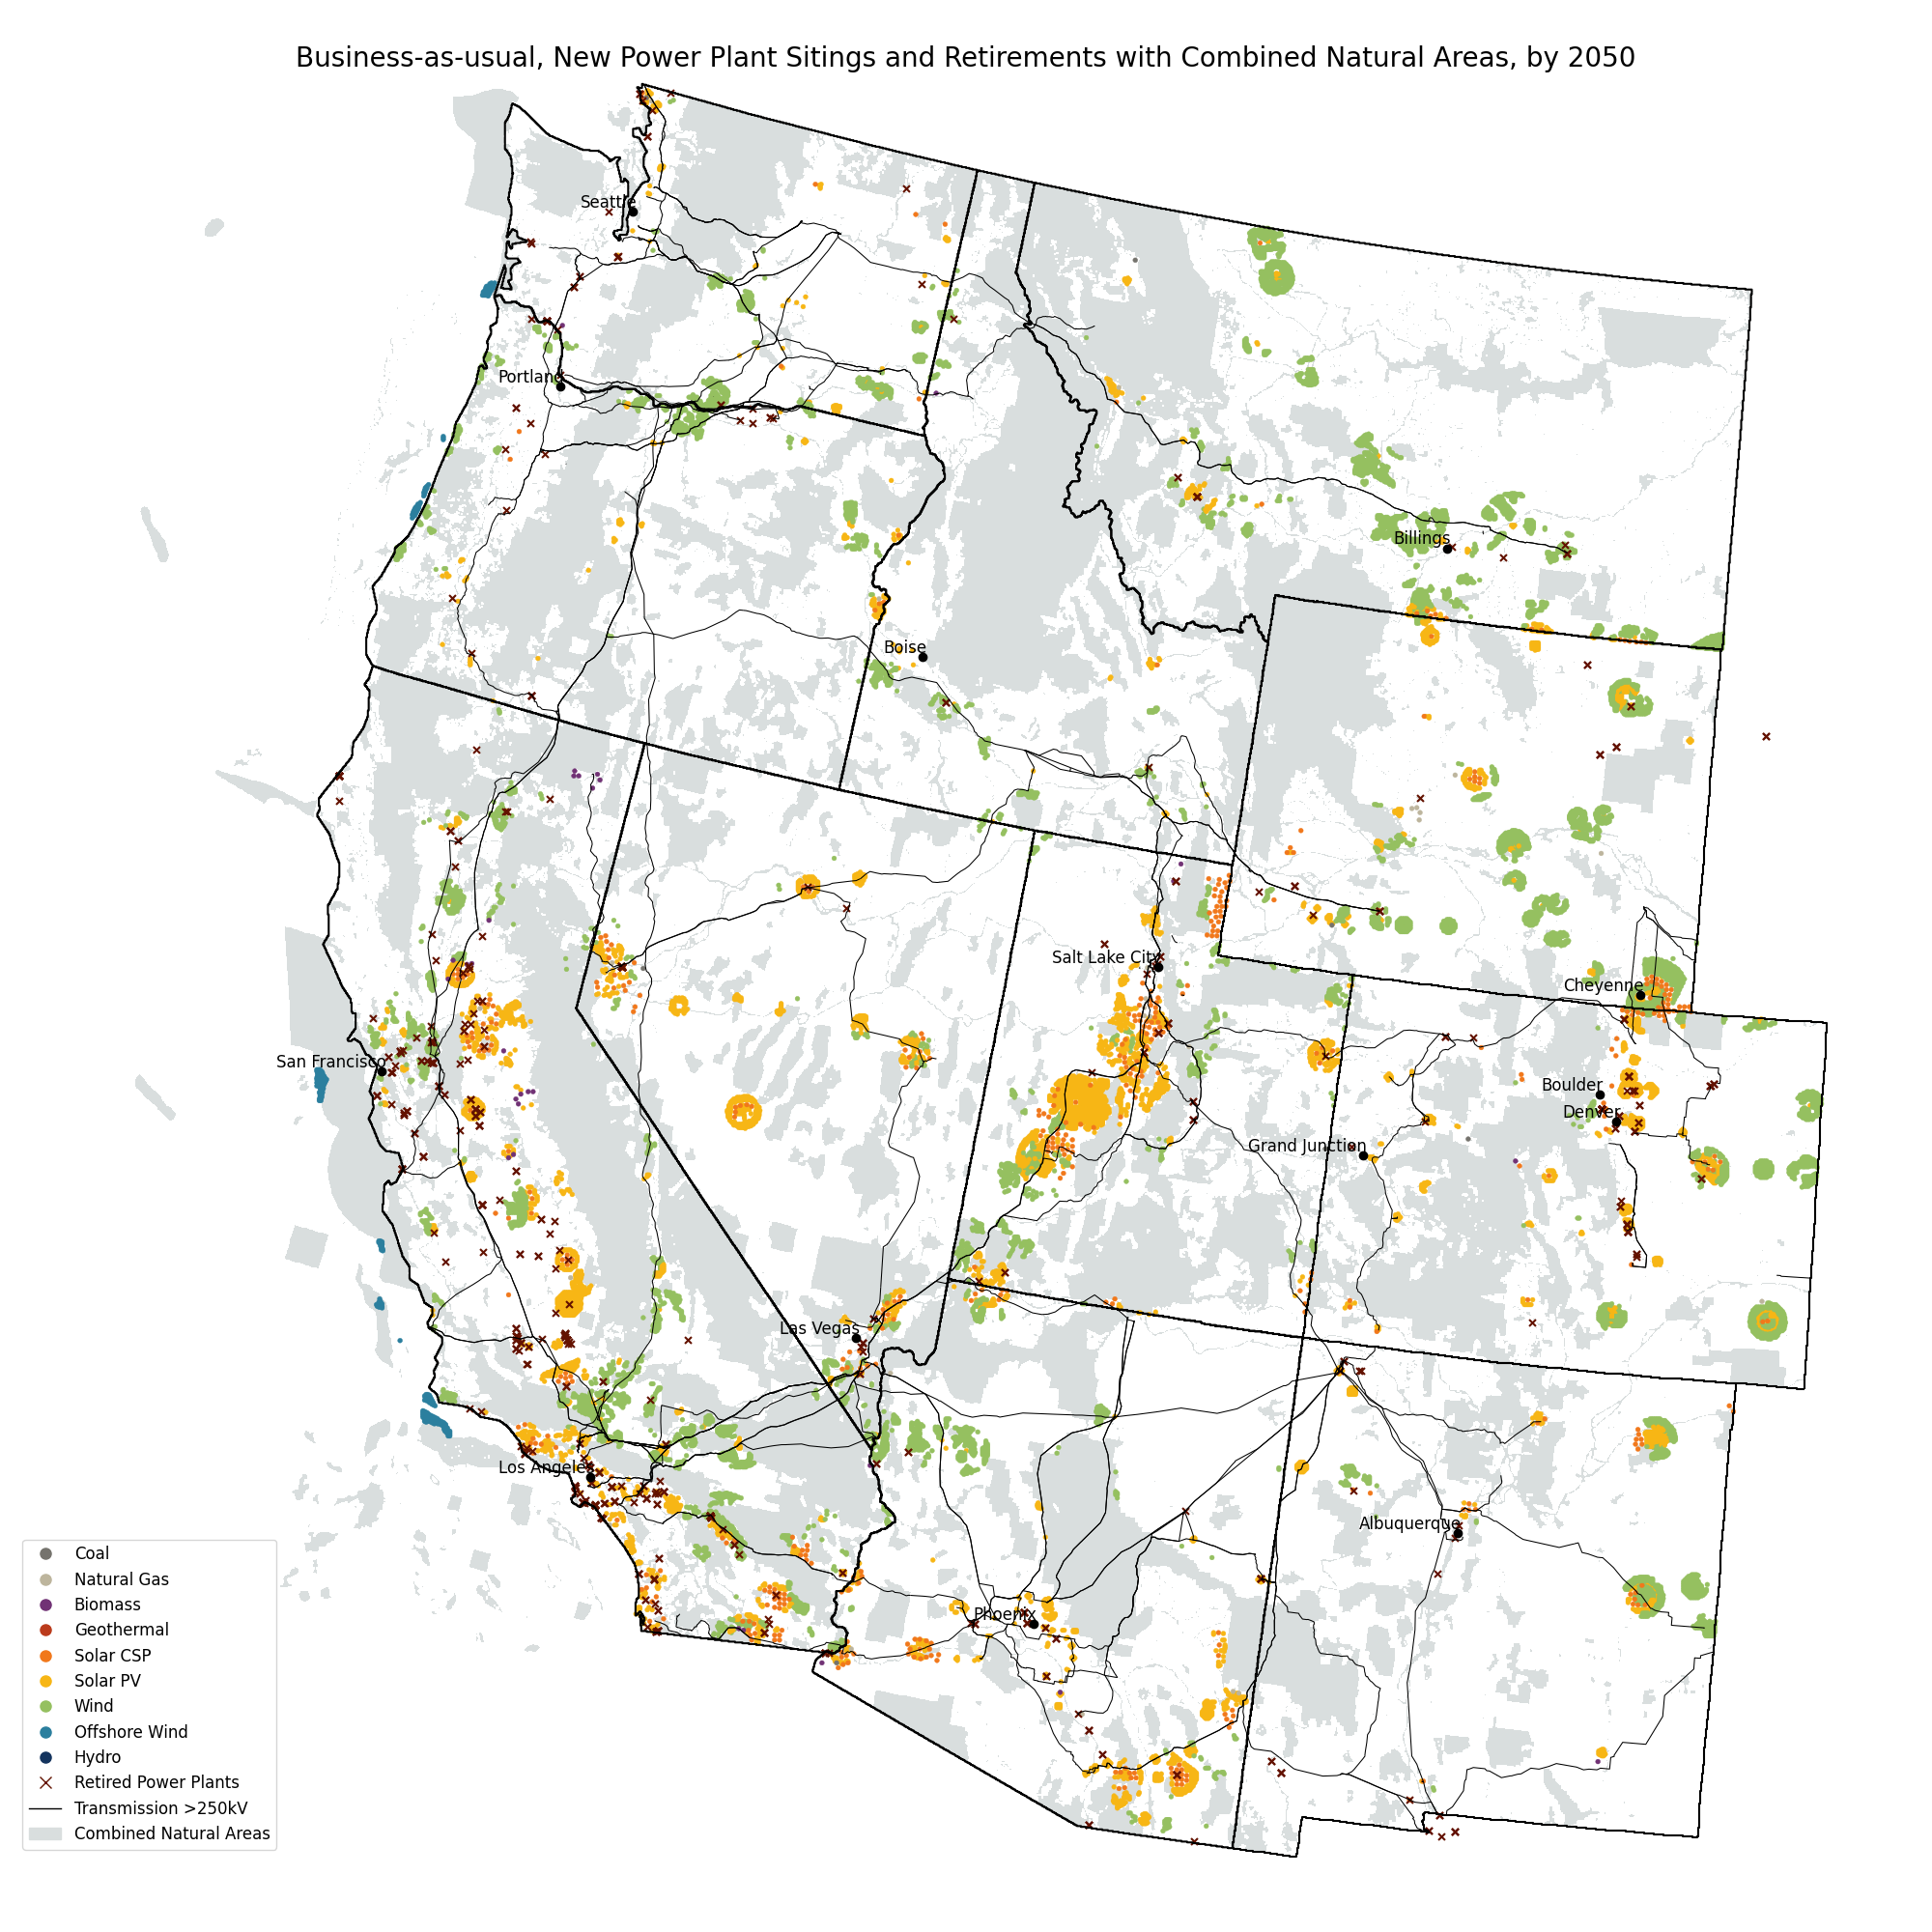 Business-as-usual, New Power Plant Sitings and Retirements with Combined Natural Areas, by 2050
Seattle
Portland
Billings
Boise
Salt Lake City
Cheyenne
San Francisco
Boulder
Denver
Grand Junction
Las Vegas
Los Angeles
Albuquerque
Phoenix
Coal
Natural Gas
Biomass
Geothermal
Solar CSP
Solar PV
Wind
Offshore Wind
Hydro
Retired Power Plants
Transmission >250kV
Combined Natural Areas